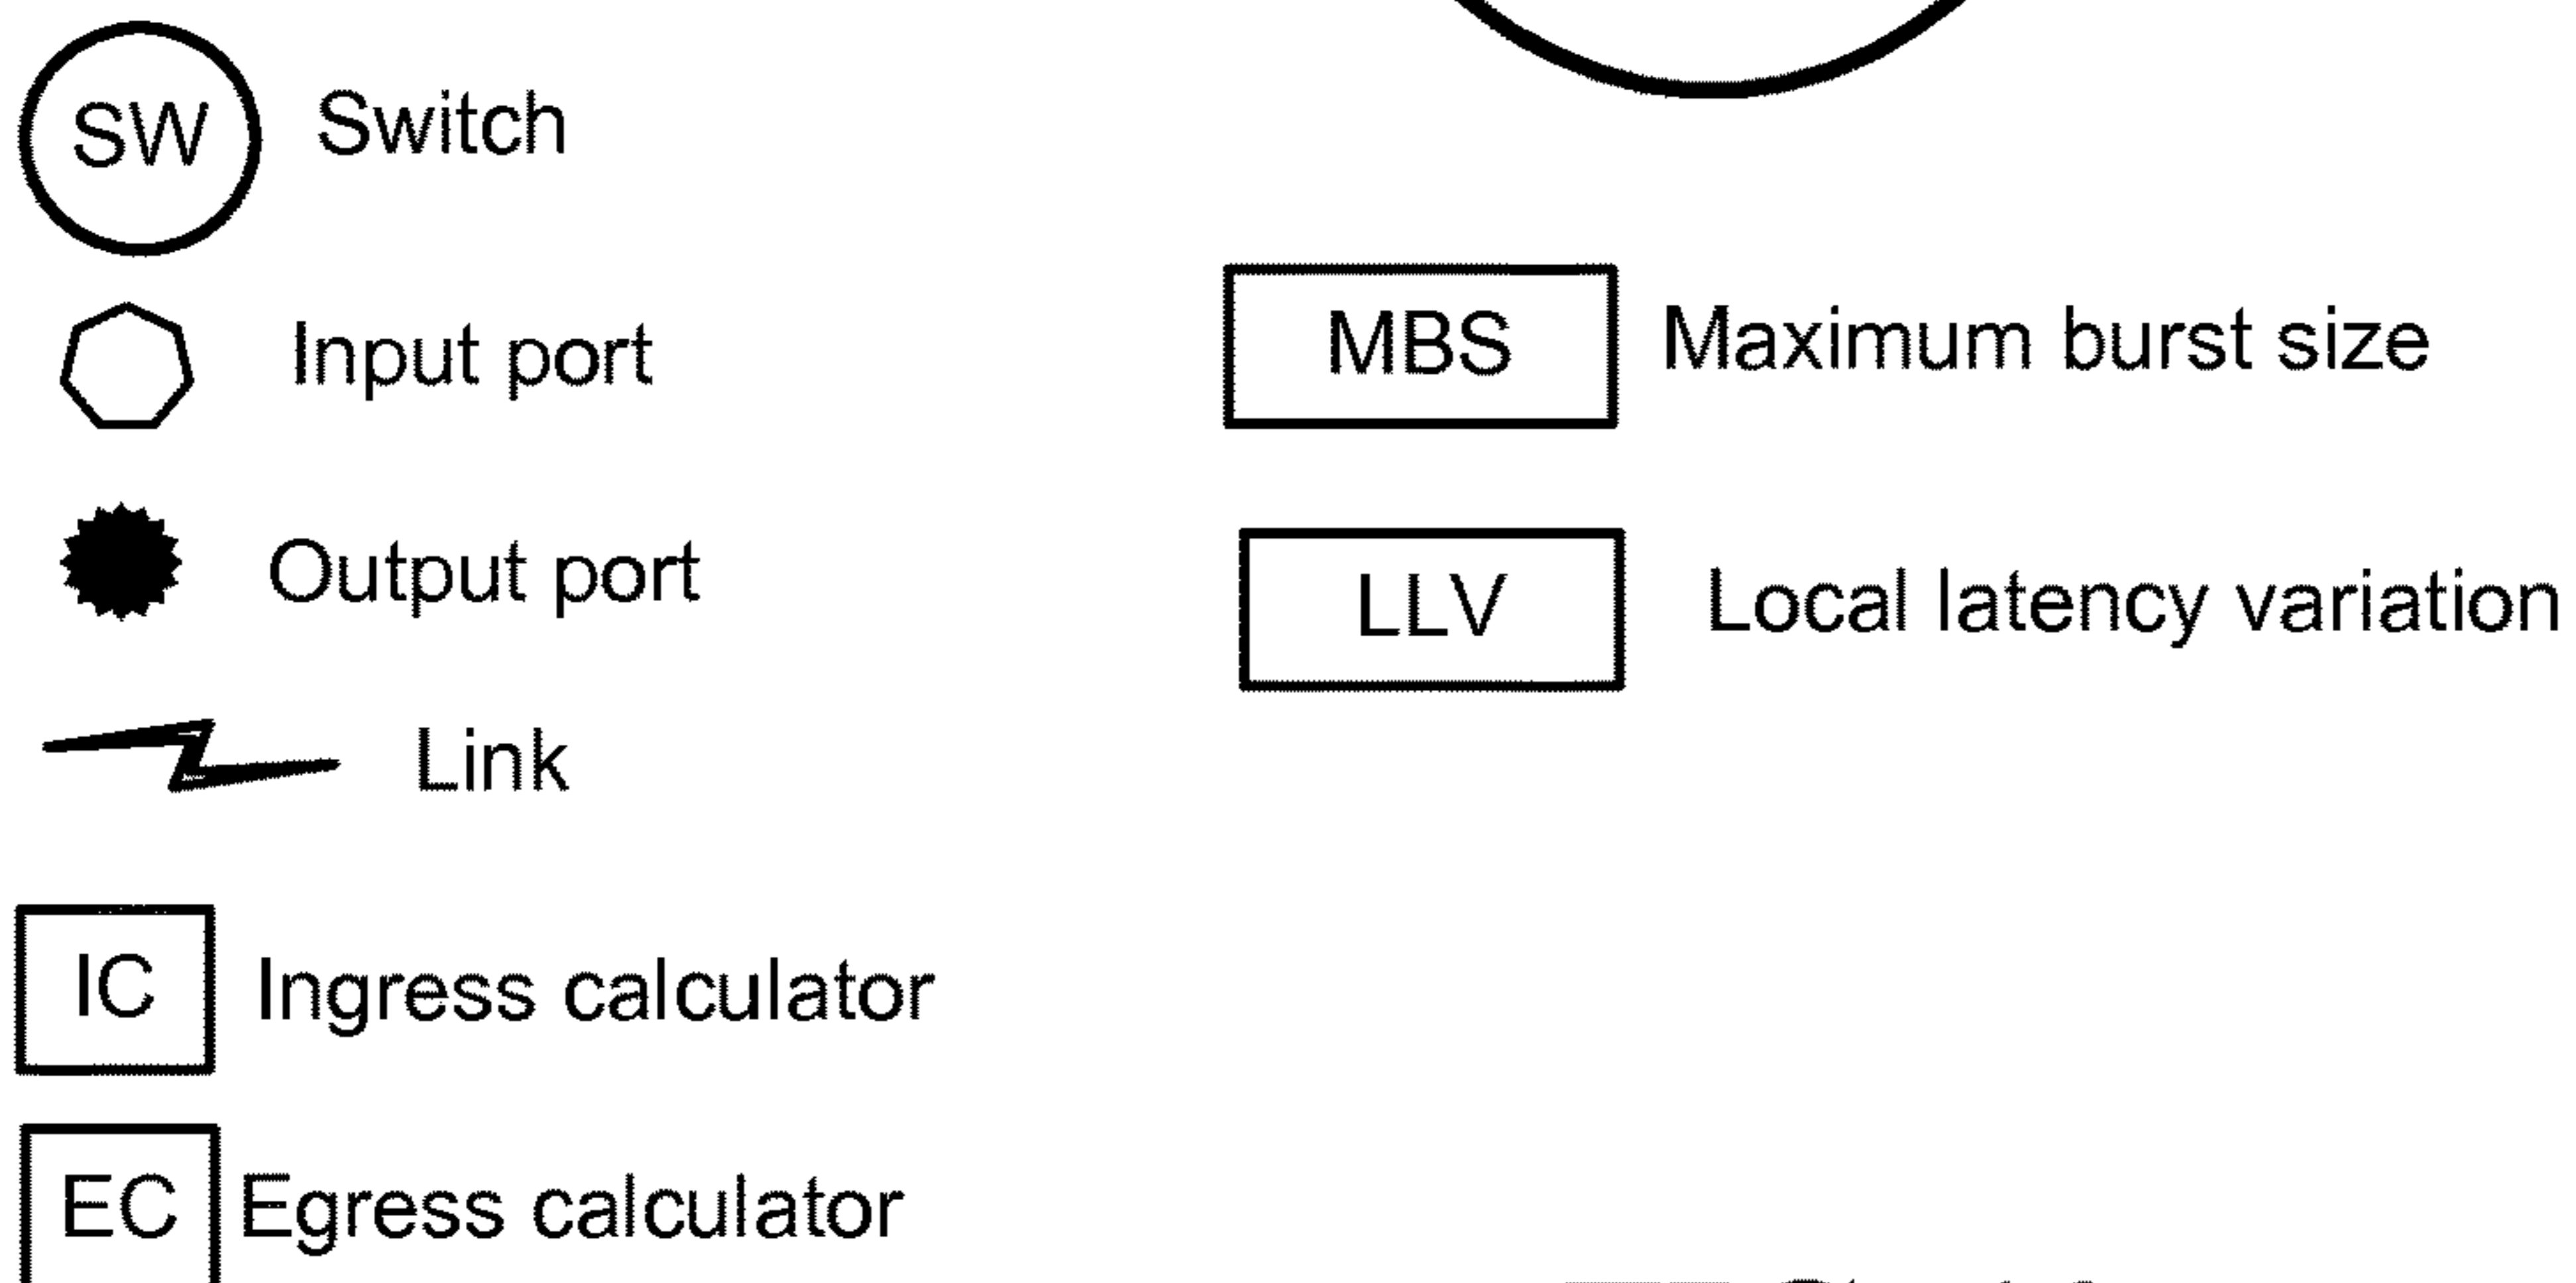 SW Switch
Input port
Output port
Link
IC Ingress calculator
EC Egress calculator
MBS Maximum burst size
LLV Local latency variation